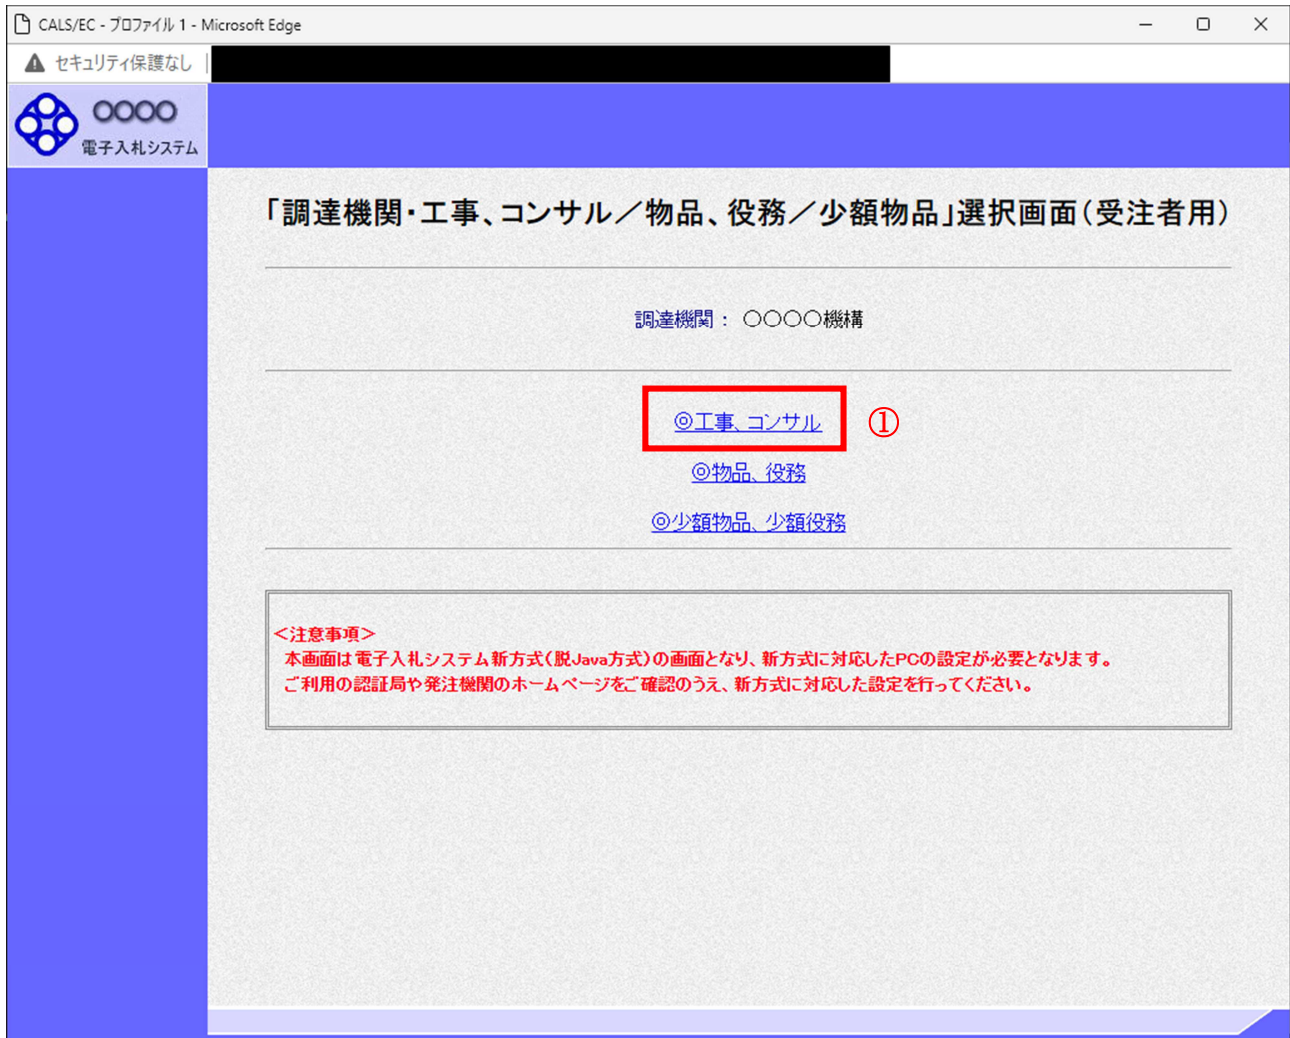 CALS/EC - プロファイル 1 - Microsoft Edge
セキュリティ保護なし
○○○○
電子入札システム
「調達機関・工事、コンサル／物品、役務／少額物品」選択画面（受注者用）
調達機関： ○○○○機構
◎工事、コンサル ①
◎物品、役務
◎少額物品、少額役務
＜注意事項＞
本画面は電子入札システム新方式（脱Java方式）の画面となり、新方式に対応したPCの設定が必要となります。
ご利用の認証局や発注機関のホームページをご確認のうえ、新方式に対応した設定を行ってください。